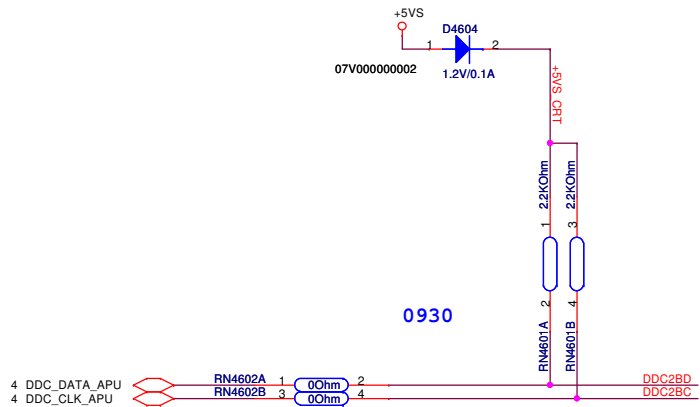 +5VS
D4604
1 2
07V000000002
1.2V/0.1A
+5VS_CRT
2.2KOhm
2.2KOhm
1
3
2
4
RN4601A
RN4601B
0930
4 DDC_DATA_APU RN4602A 1 0Ohm 2 DDC2BD
4 DDC_CLK_APU RN4602B 3 0Ohm 4 DDC2BC